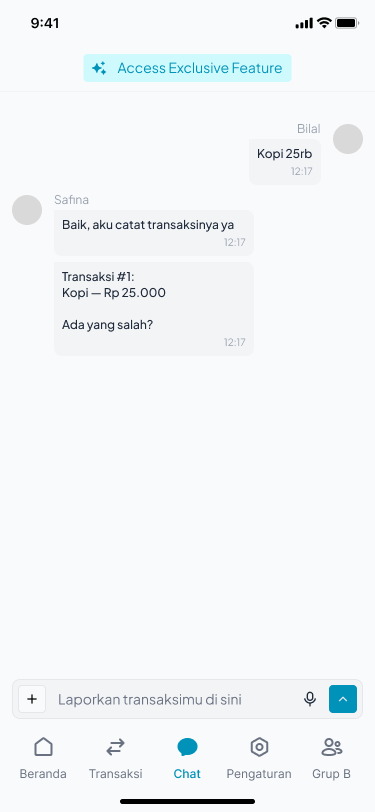 9:41
Access Exclusive Feature
Bilal
Kopi 25rb
12:17
Safina
Baik, aku catat transaksinya ya
12:17
Transaksi #1:
Kopi — Rp 25.000
Ada yang salah?
12:17
Laporkan transaksimu di sini
Beranda
Transaksi
Chat
Pengaturan
Grup B